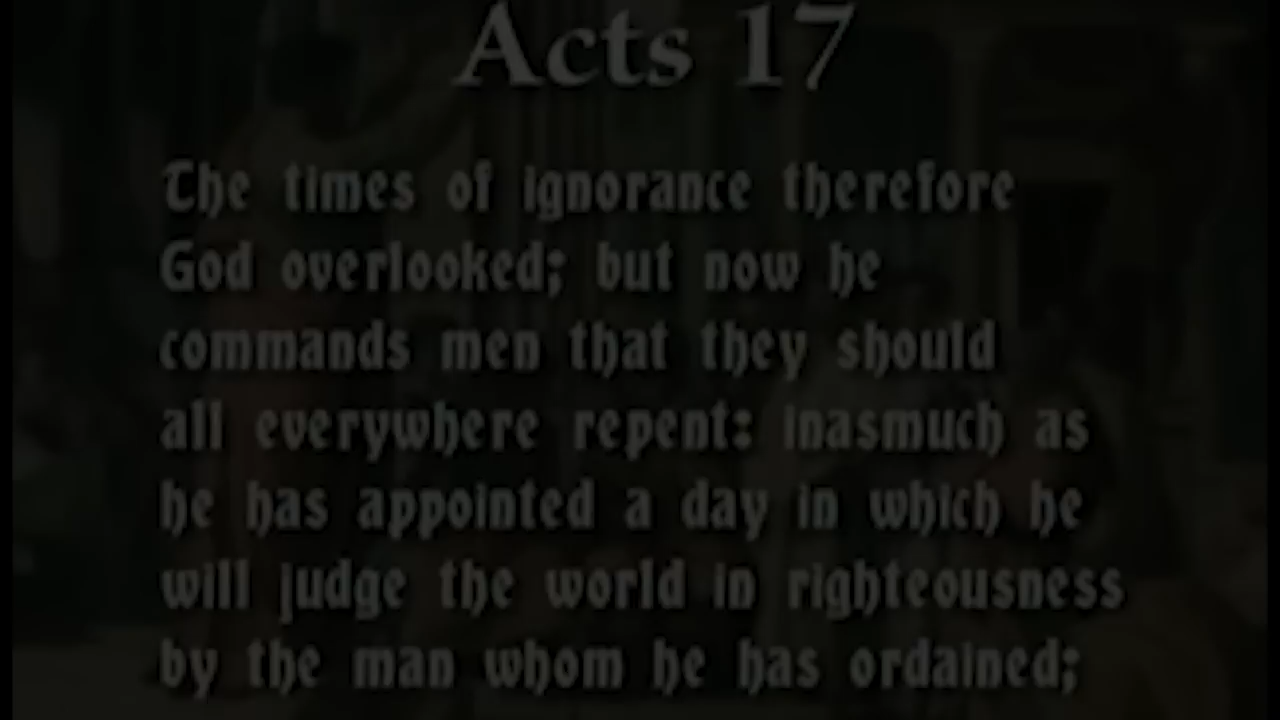 Acts 17
The times of ignorance therefore
God overlooked; but now he
commands men that they should
all everywhere repent: inasmuch as
he has appointed a day in which he
will judge the world in righteousness
by the man whom he has ordained;